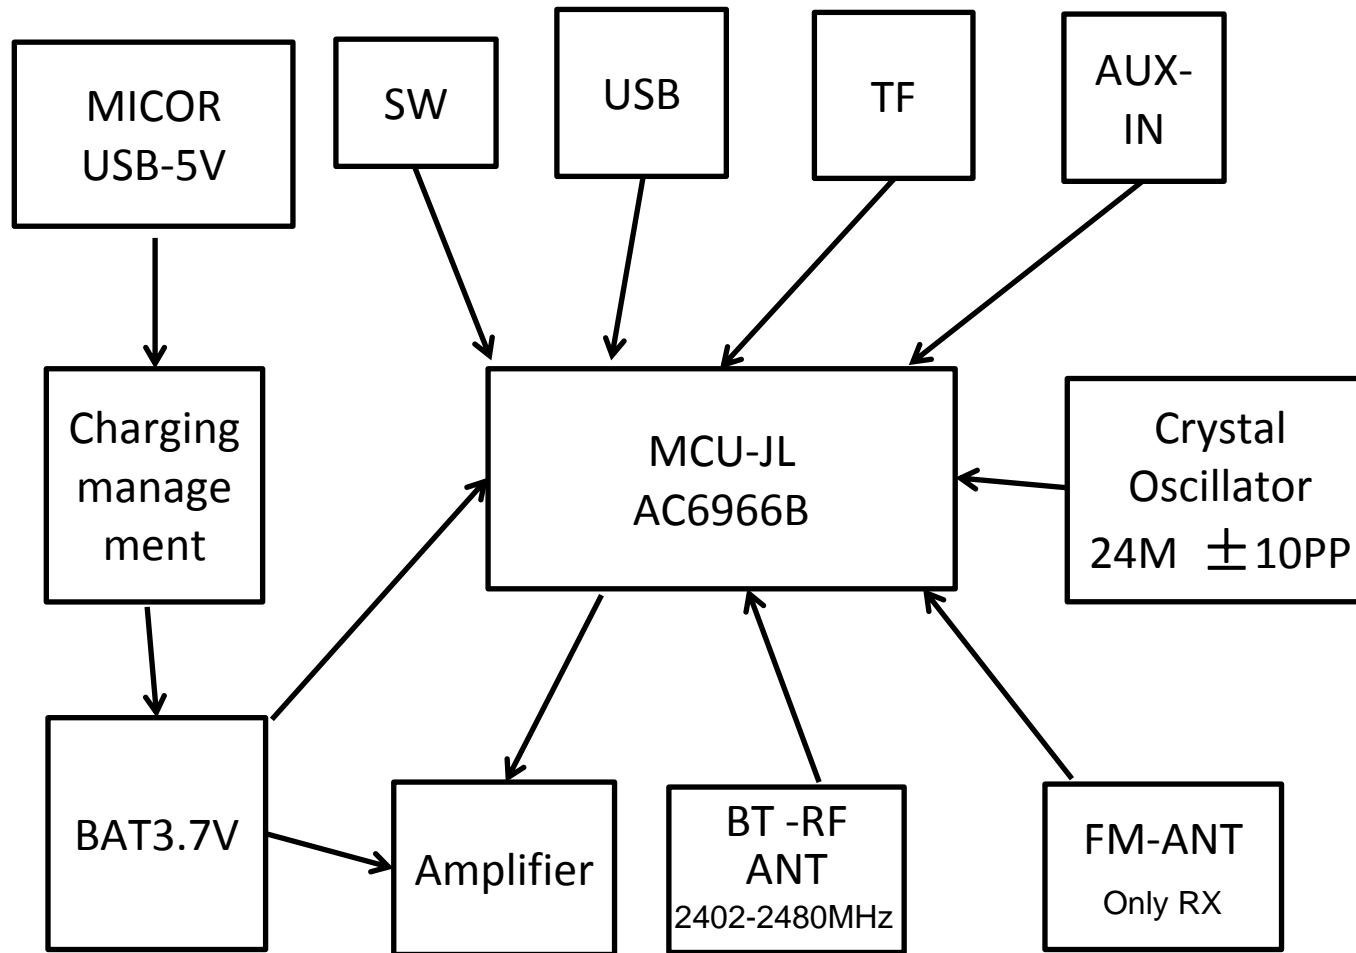 MICOR
USB-5V
SW
USB
TF
AUX-
IN
Charging
manage
ment
MCU-JL
AC6966B
Crystal
Oscillator
24M ±10PP
BAT3.7V
Amplifier
BT -RF
ANT
2402-2480MHz
FM-ANT
Only RX